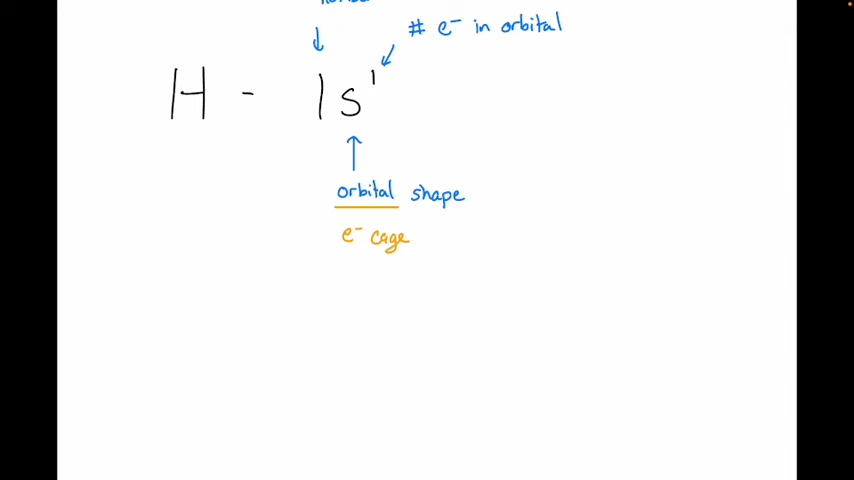 # e⁻ in orbital
H - 1s¹
orbital shape
e⁻ cage